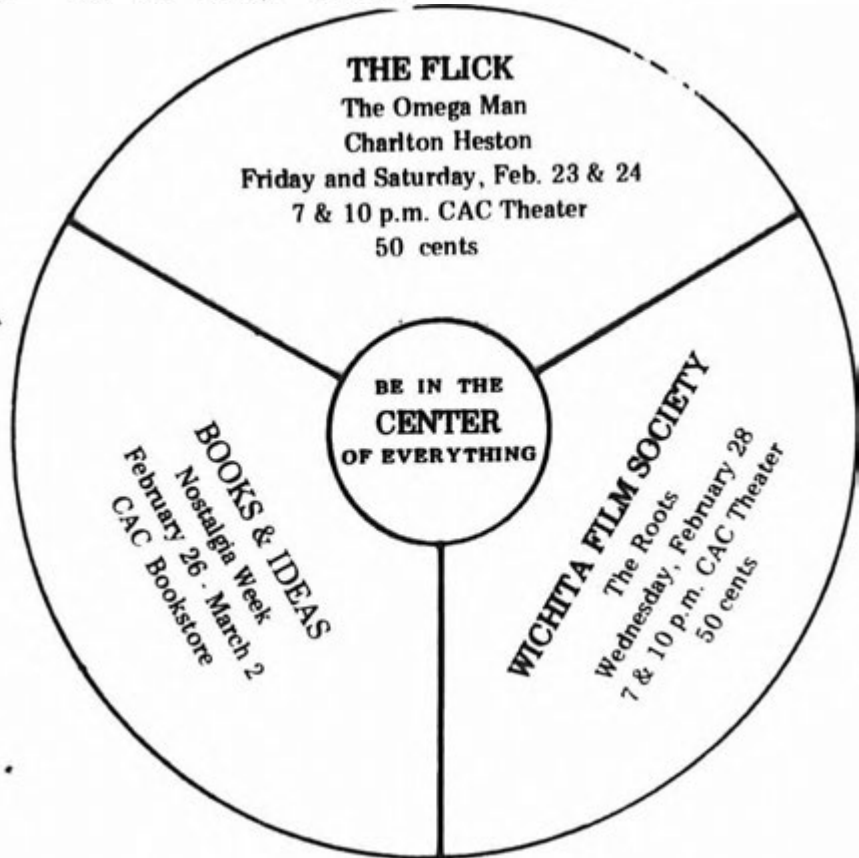 THE FLICK
The Omega Man
Charlton Heston
Friday and Saturday, Feb. 23 & 24
7 & 10 p.m. CAC Theater
50 cents
BE IN THE
CENTER
OF EVERYTHING
BOOKS & IDEAS
Nostalgia Week
February 26 - March 2
CAC Bookstore
WICHITA FILM SOCIETY
The Roots
Wednesday, February 28
7 & 10 p.m. CAC Theater
50 cents